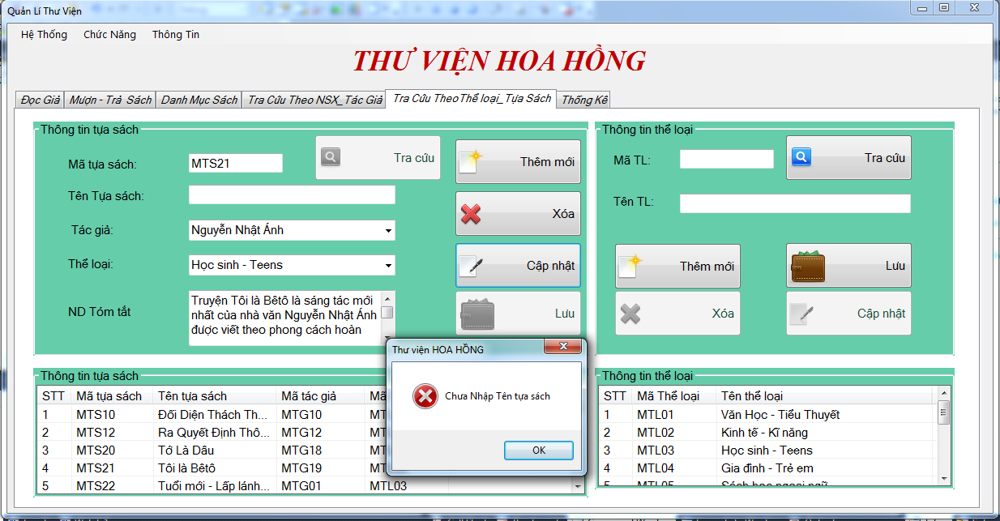 Quản Lí Thư Viện
Hệ Thống Chức Năng Thông Tin
THƯ VIỆN HOA HỒNG
Đọc Giả Mượn - Trả Sách Danh Mục Sách Tra Cứu Theo NSX_Tác Giả Tra Cứu TheoThể loại_Tựa Sách Thống Kê
Thông tin tựa sách
Mã tựa sách: MTS21 Tra cứu
Tên Tựa sách:
Tác giả: Nguyễn Nhật Ánh
Thể loại: Học sinh - Teens
ND Tóm tắt
Truyện Tôi là Bêtô là sáng tác mới
nhất của nhà văn Nguyễn Nhật Ánh
được viết theo phong cách hoàn
Thêm mới
Xóa
Cập nhật
Lưu
Thông tin thể loại
Mã TL: Tra cứu
Tên TL:
Thêm mới Lưu
Xóa Cập nhật
Thông tin tựa sách
STT Mã tựa sách Tên tựa sách Mã tác giả Mã
1 MTS10 Đối Diện Thách Th... MTG10 MT
2 MTS12 Ra Quyết Định Thô... MTG12 MT
3 MTS20 Tớ Là Dâu MTG18 MT
4 MTS21 Tôi là Bêtô MTG19 MT
5 MTS22 Tuổi mới - Lấp lánh... MTG01 MTL03
Thư viện HOA HỒNG
Chưa Nhập Tên tựa sách
OK
Thông tin thể loại
STT Mã Thể loại Tên thể loại
1 MTL01 Văn Học - Tiểu Thuyết
2 MTL02 Kinh tế - Kĩ năng
3 MTL03 Học sinh - Teens
4 MTL04 Gia đình - Trẻ em
5 MTL05 Sách học ngoại ngữ